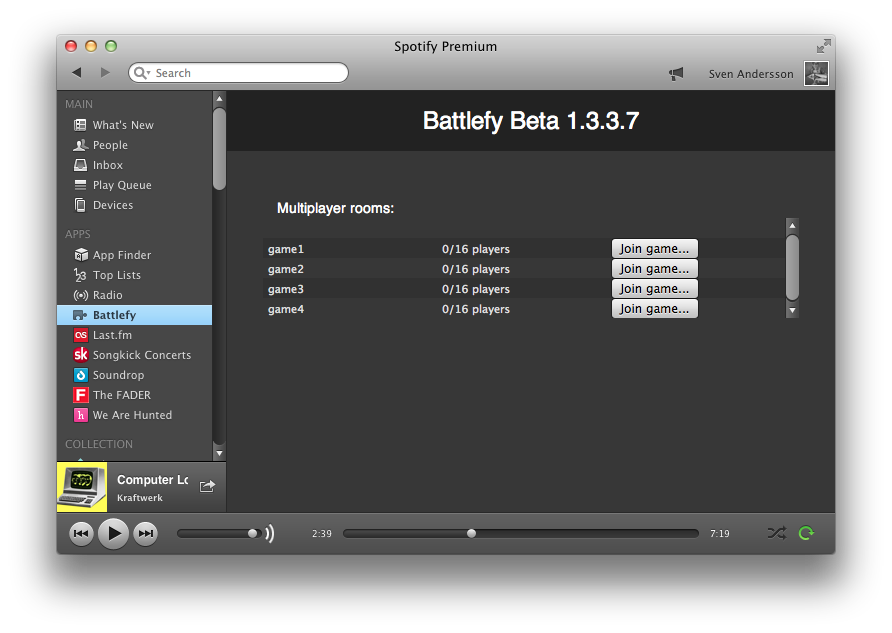 Spotify Premium
Search
Sven Andersson
MAIN
What's New
People
Inbox
Play Queue
Devices
APPS
App Finder
Top Lists
Radio
Battlefy
Last.fm
Songkick Concerts
Soundrop
The FADER
We Are Hunted
COLLECTION
Battlefy Beta 1.3.3.7
Multiplayer rooms:
game1 0/16 players Join game...
game2 0/16 players Join game...
game3 0/16 players Join game...
game4 0/16 players Join game...
Computer Lo
Kraftwerk
2:39 7:19